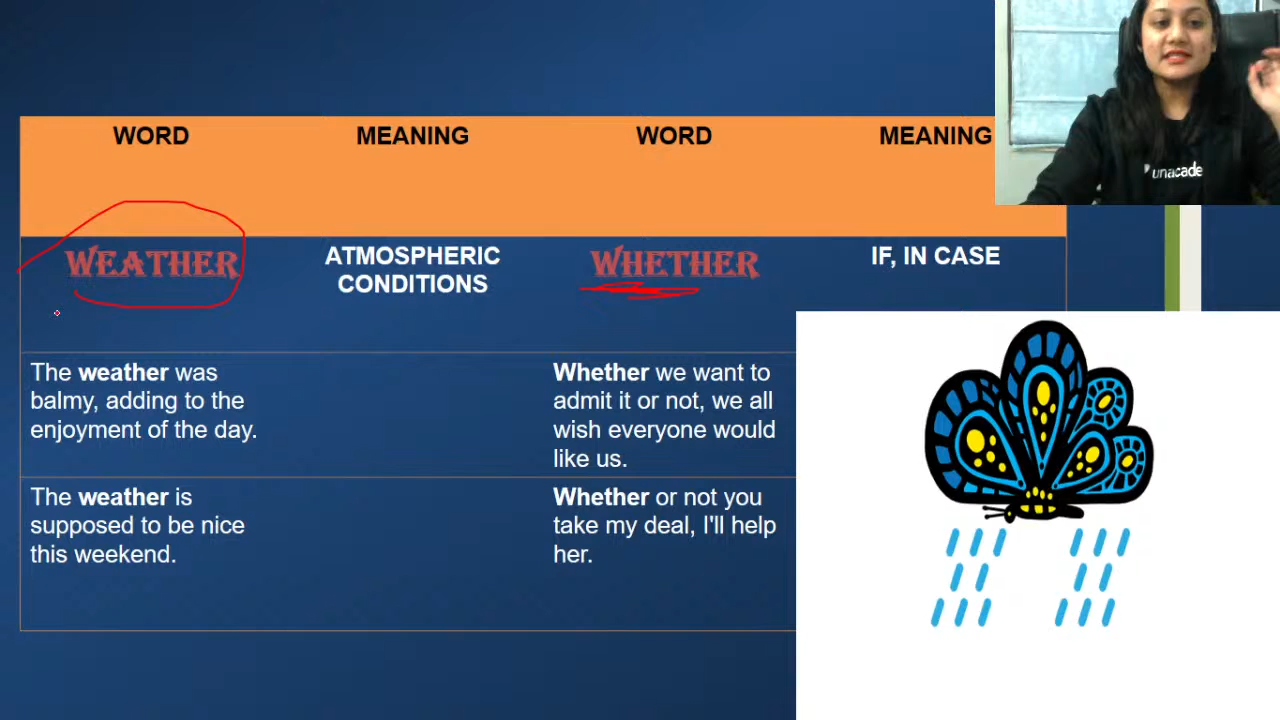 WORD MEANING WORD MEANING
WEATHER
ATMOSPHERIC
CONDITIONS
WHETHER
IF, IN CASE
The weather was
balmy, adding to the
enjoyment of the day.
Whether we want to
admit it or not, we all
wish everyone would
like us.
The weather is
supposed to be nice
this weekend.
Whether or not you
take my deal, I'll help
her.
unacade